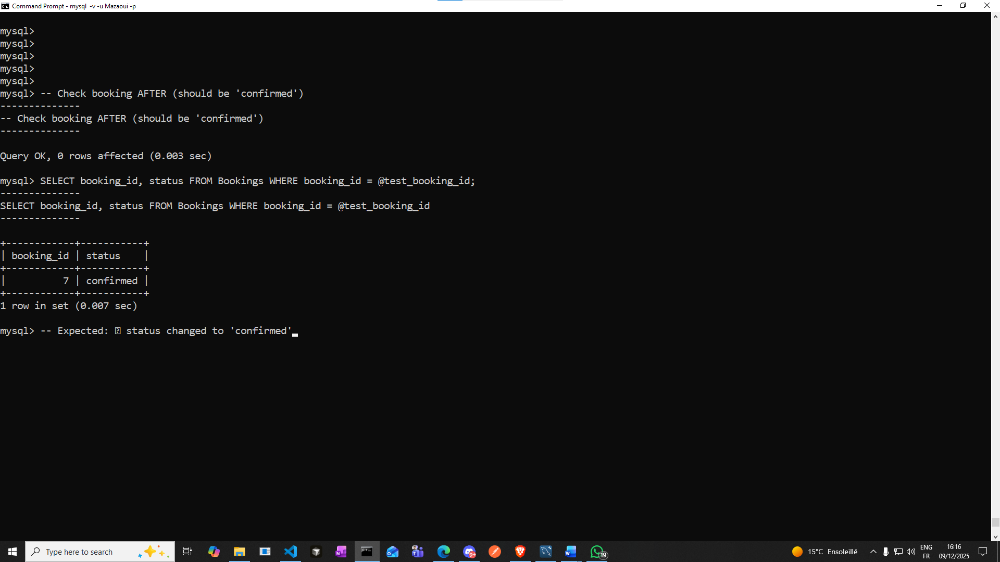 Command Prompt - mysql -v -u Mazaoui -p
mysql>
mysql>
mysql>
mysql>
mysql>
mysql> -- Check booking AFTER (should be 'confirmed')
--------------
-- Check booking AFTER (should be 'confirmed')
--------------
Query OK, 0 rows affected (0.003 sec)
mysql> SELECT booking_id, status FROM Bookings WHERE booking_id = @test_booking_id;
--------------
SELECT booking_id, status FROM Bookings WHERE booking_id = @test_booking_id
--------------
+------------+-----------+
| booking_id | status    |
+------------+-----------+
|          7 | confirmed |
+------------+-----------+
1 row in set (0.007 sec)
mysql> -- Expected: status changed to 'confirmed'
Type here to search
9+
19
15°C Ensoleillé
ENG
FR
16:16
09/12/2025